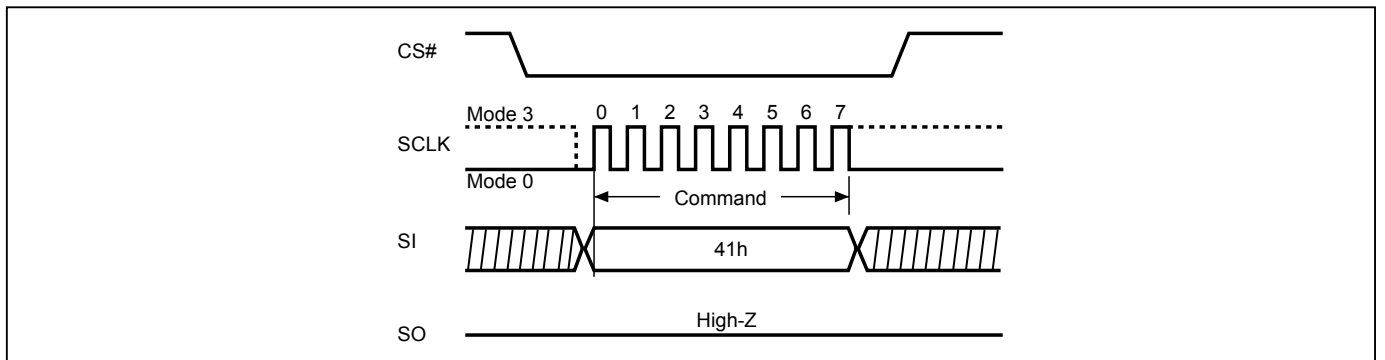 CS#
Mode 3 0 1 2 3 4 5 6 7
SCLK
Mode 0
Command
SI
41h
High-Z
SO